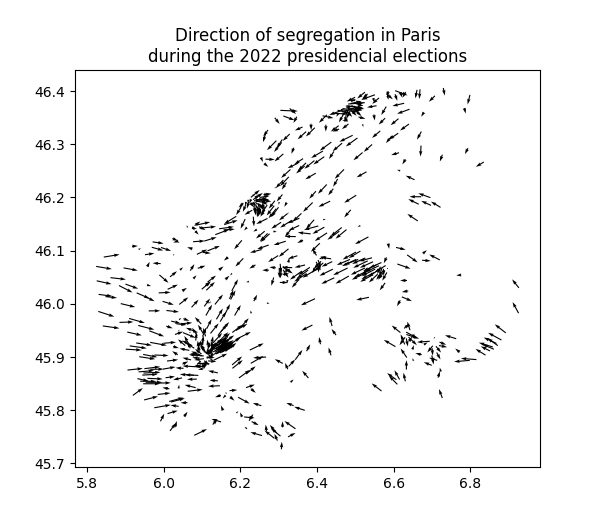 Direction of segregation in Paris
during the 2022 presidencial elections
46.4
46.3
46.2
46.1
46.0
45.9
45.8
45.7
5.8 6.0 6.2 6.4 6.6 6.8